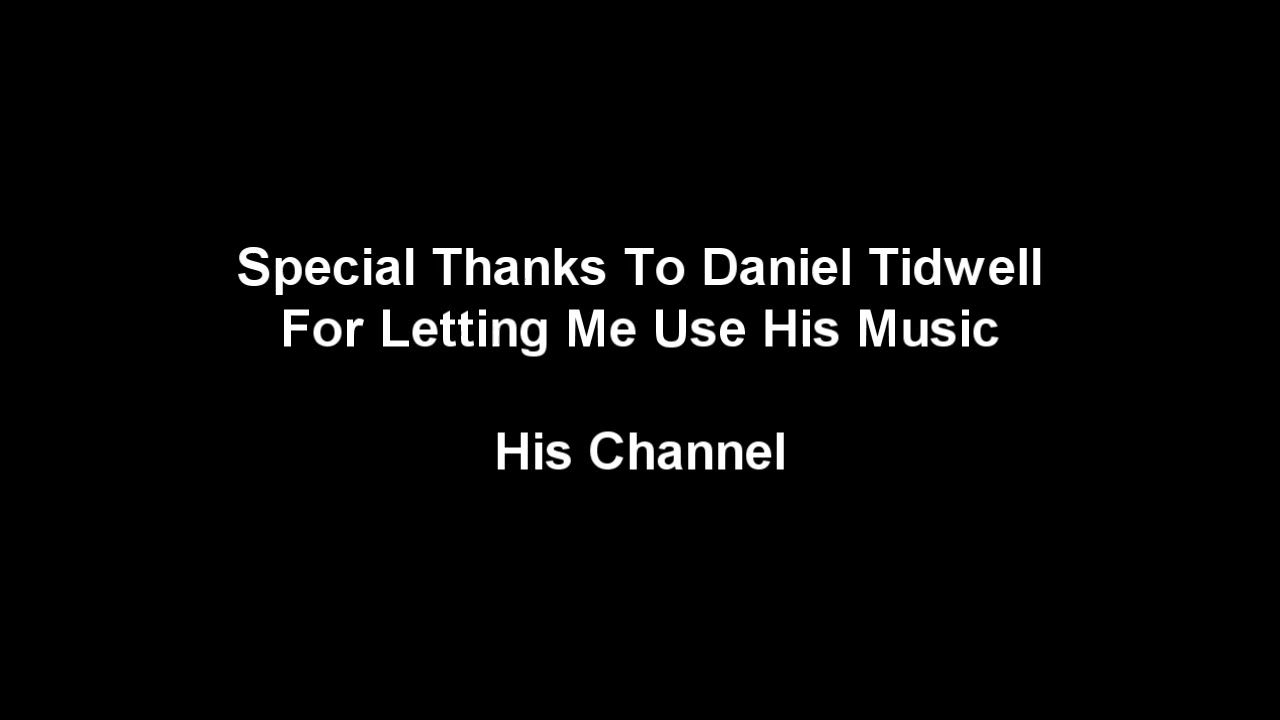 Special Thanks To Daniel Tidwell
For Letting Me Use His Music
His Channel